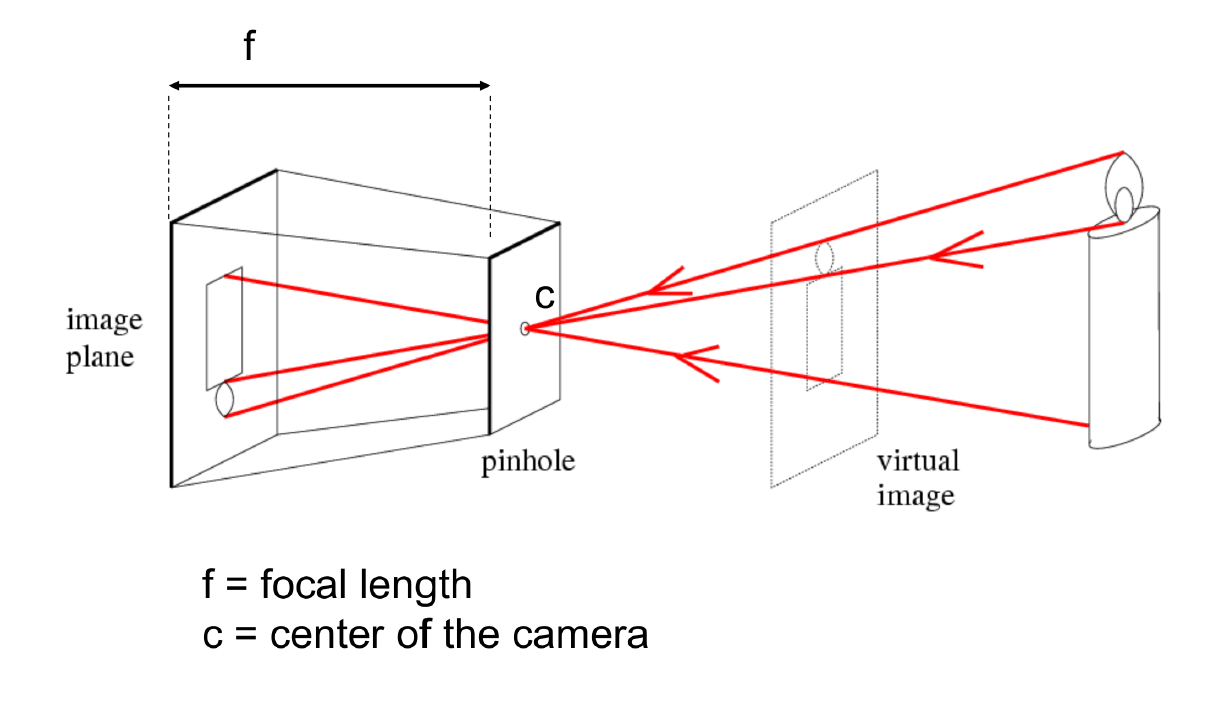 f
c
image
plane
pinhole
virtual
image
f = focal length
c = center of the camera